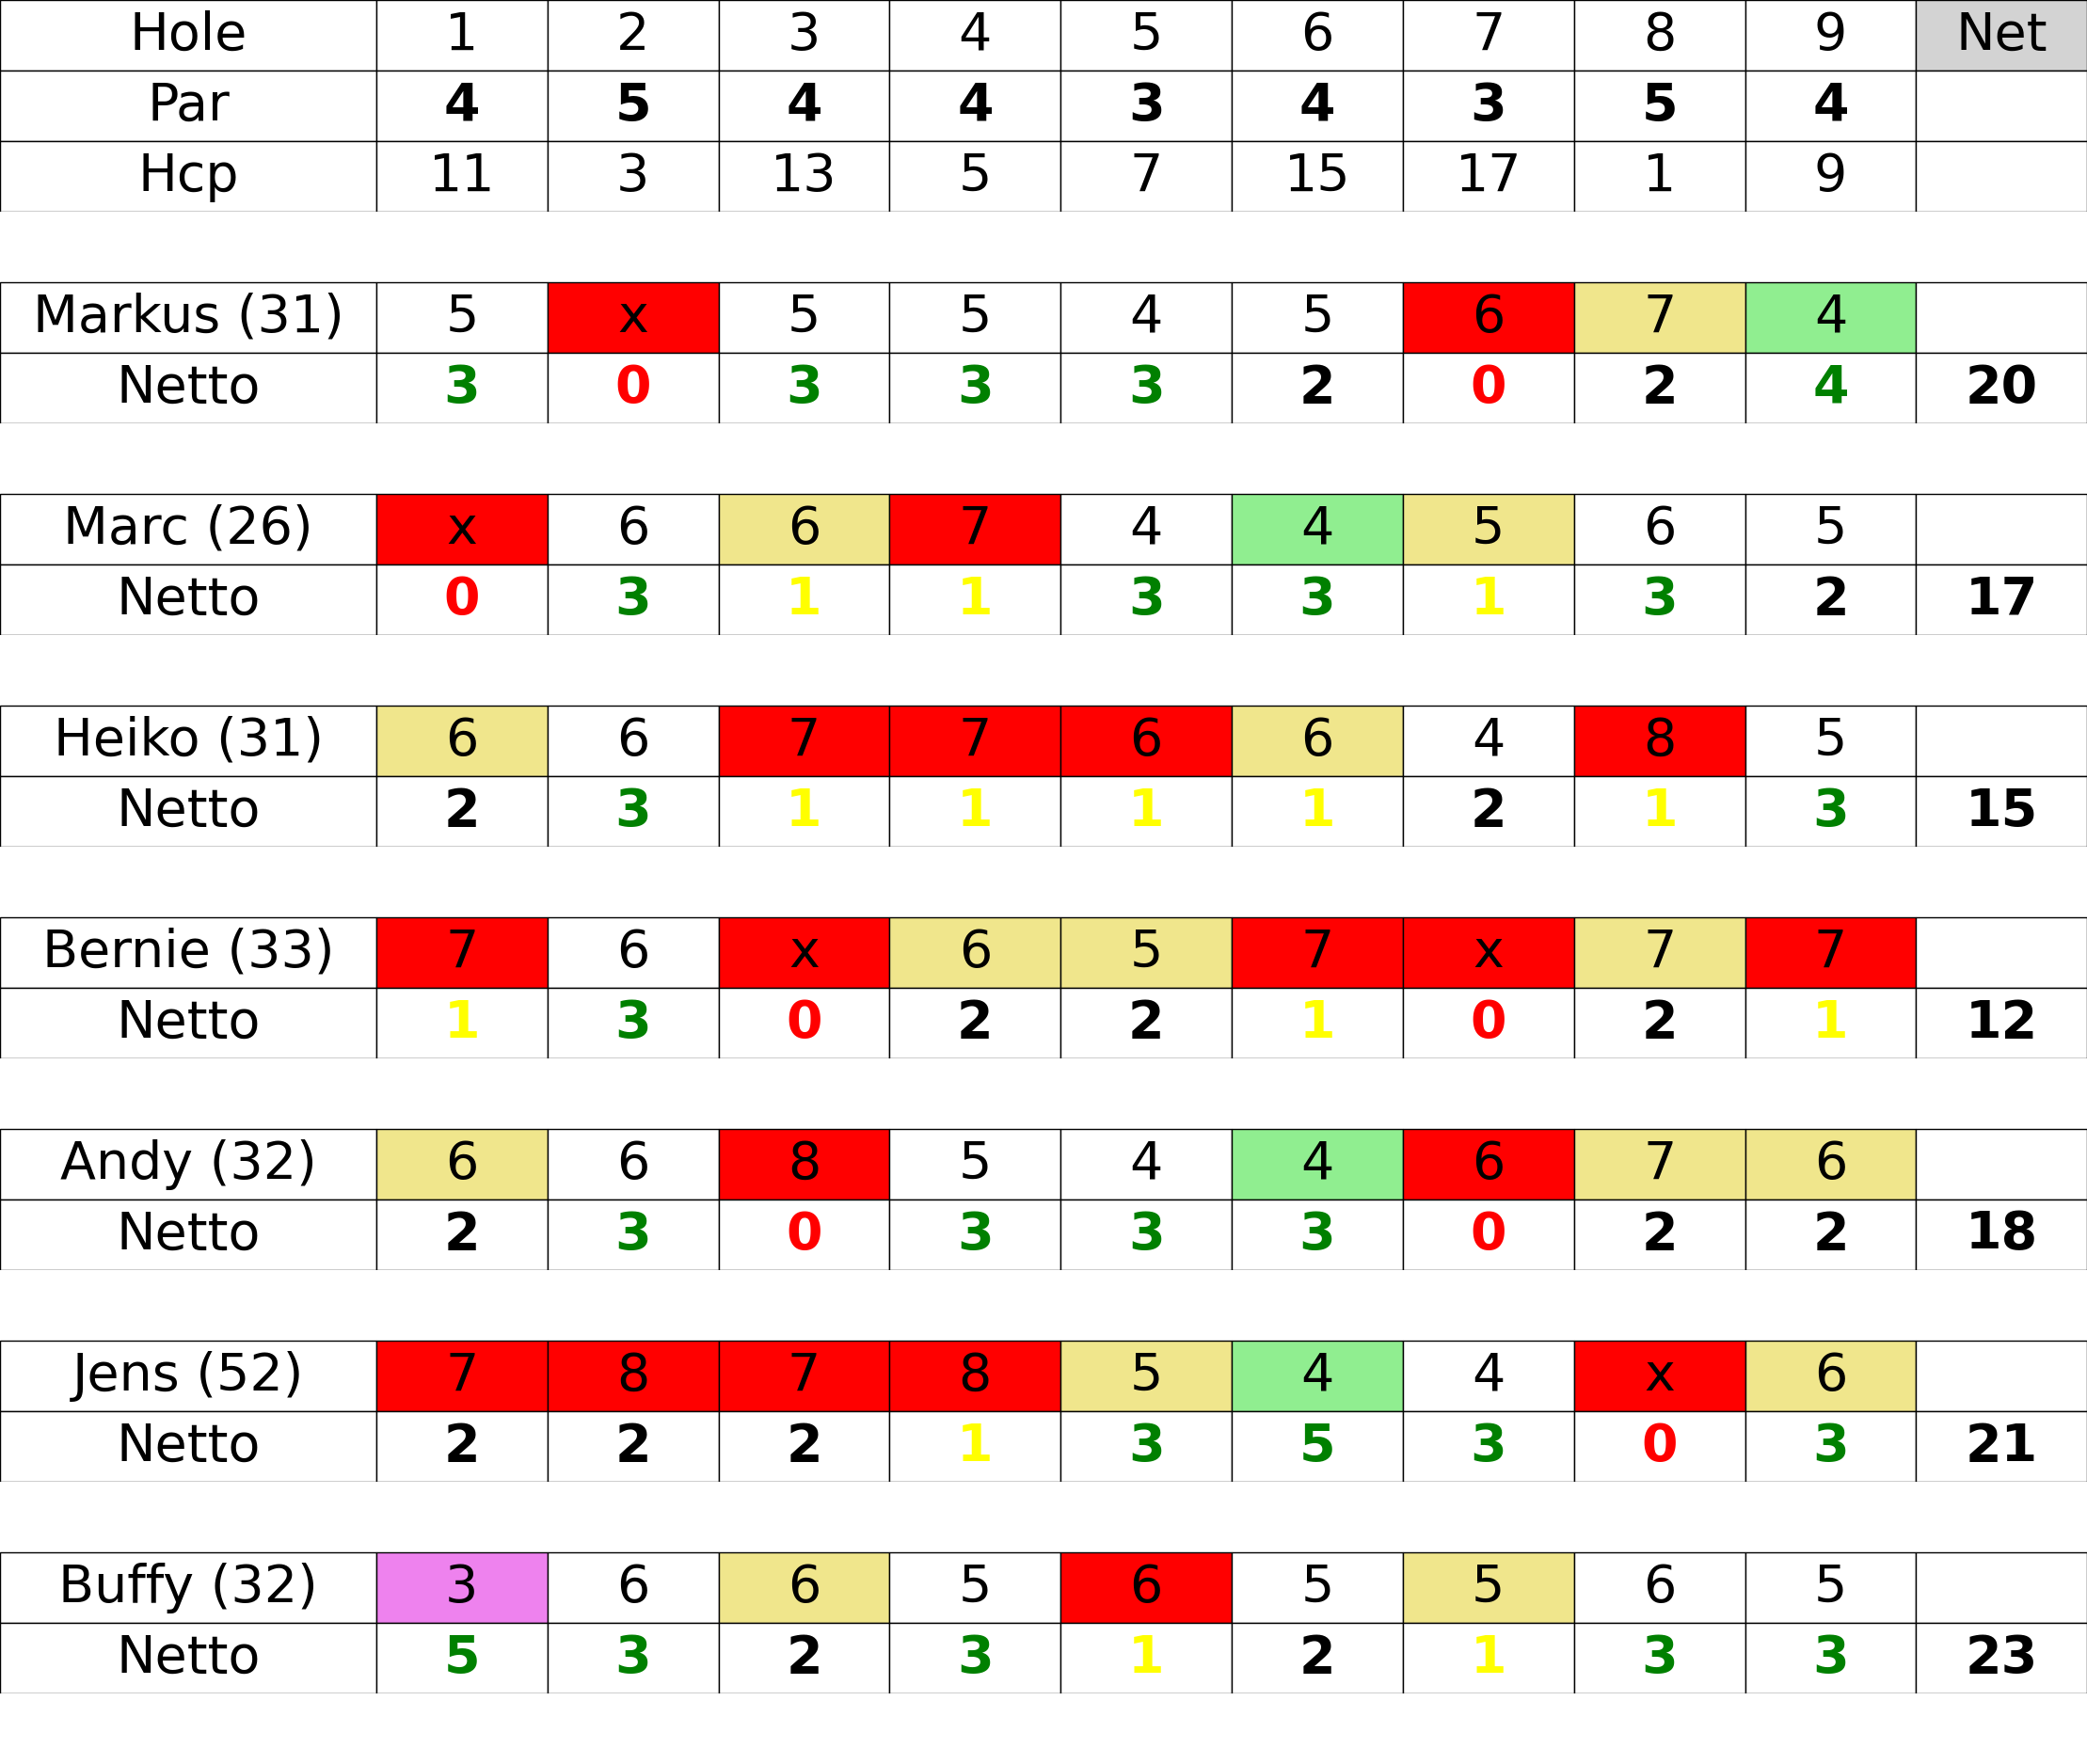 Hole 1 2 3 4 5 6 7 8 9 Net
Par 4 5 4 4 3 4 3 5 4
Hcp 11 3 13 5 7 15 17 1 9
Markus (31) 5 x 5 5 4 5 6 7 4
Netto 3 0 3 3 3 2 0 2 4 20
Marc (26) x 6 6 7 4 4 5 6 5
Netto 0 3 1 1 3 3 1 3 2 17
Heiko (31) 6 6 7 7 6 6 4 8 5
Netto 2 3 1 1 1 1 2 1 3 15
Bernie (33) 7 6 x 6 5 7 x 7 7
Netto 1 3 0 2 2 1 0 2 1 12
Andy (32) 6 6 8 5 4 4 6 7 6
Netto 2 3 0 3 3 3 0 2 2 18
Jens (52) 7 8 7 8 5 4 4 x 6
Netto 2 2 2 1 3 5 3 0 3 21
Buffy (32) 3 6 6 5 6 5 5 6 5
Netto 5 3 2 3 1 2 1 3 3 23